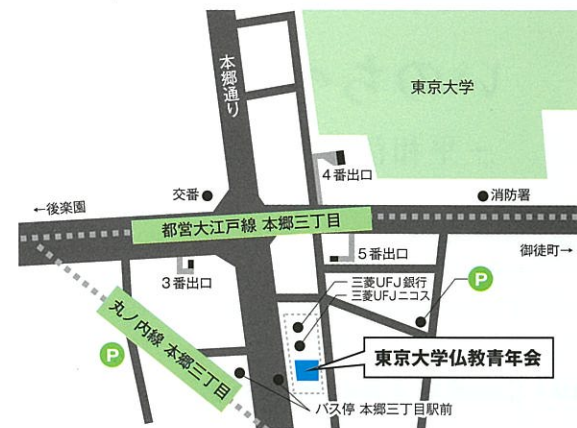 本郷通り
東京大学
4番出口
交番
消防署
←後楽園
都営大江戸線 本郷三丁目
御徒町→
3番出口
5番出口
三菱UFJ銀行
三菱UFJニコス
P
丸ノ内線 本郷三丁目
P
東京大学仏教青年会
バス停 本郷三丁目駅前